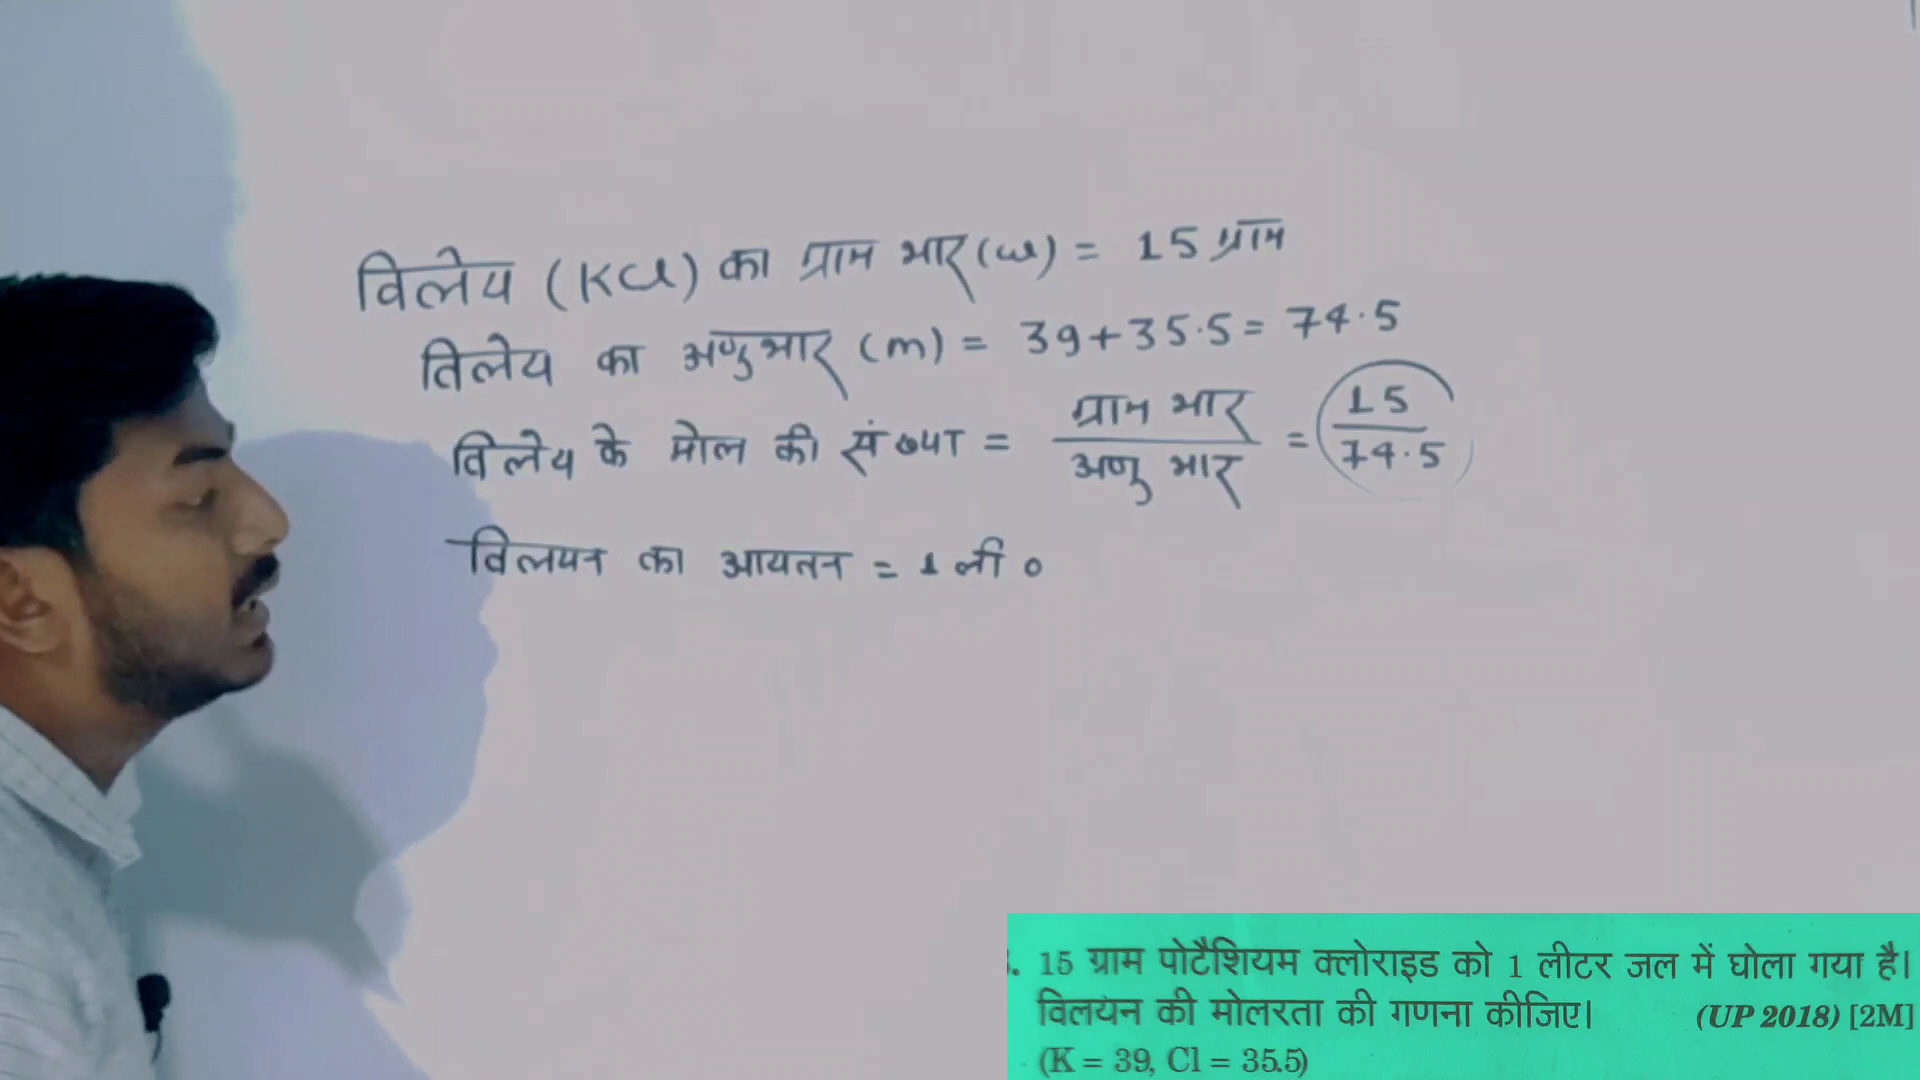 विलेय (KCl) का ग्राम भार (w) = 15 ग्राम
विलेय का अणुभार (m) = 39+35.5 = 74.5
विलेय के मोल की संख्या = ग्राम भार / अणु भार = 15 / 74.5
विलयन का आयतन = 1 ली०
15 ग्राम पोटैशियम क्लोराइड को 1 लीटर जल में घोला गया है।
विलयन की मोलरता की गणना कीजिए। (UP 2018) [2M]
(K = 39, Cl = 35.5)